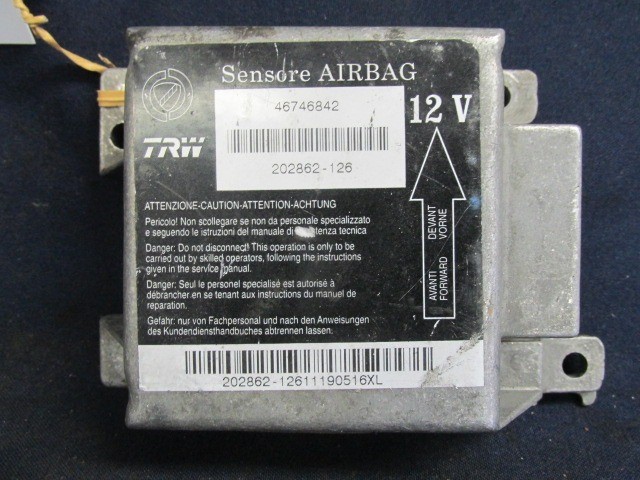 Sensore AIRBAG
46746842
12 V
TRW
202862-126
ATTENZIONE-CAUTION-ATTENTION-ACHTUNG
Pericolo! Non scollegare se non da personale specializzato
e seguendo le istruzioni del manuale di
tecnica
Danger: Do not disconnect! This operation is only to be
carried out by skilled operators, following the instructions
given in the service manual.
Danger: Seul le personel spécialisé est autorisé à
débrancher en se tenant aux instructions du manuel de
reparation.
Gefahr: nur von Fachpersonal und nach den Anweisungen
des Kundendiensthandbuches abtrennen lassen.
AVANTI DEVANT
FORWARD VORNE
202862-12611190516XL